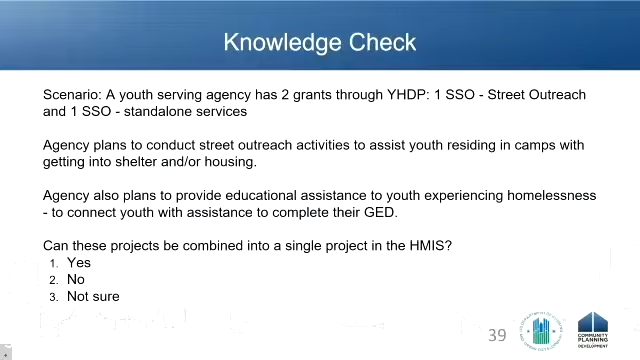 Knowledge Check
Scenario: A youth serving agency has 2 grants through YHDP: 1 SSO - Street Outreach
and 1 SSO - standalone services
Agency plans to conduct street outreach activities to assist youth residing in camps with
getting into shelter and/or housing.
Agency also plans to provide educational assistance to youth experiencing homelessness
- to connect youth with assistance to complete their GED.
Can these projects be combined into a single project in the HMIS?
1. Yes
2. No
3. Not sure
39
COMMUNITY
PLANNING
DEVELOPMENT